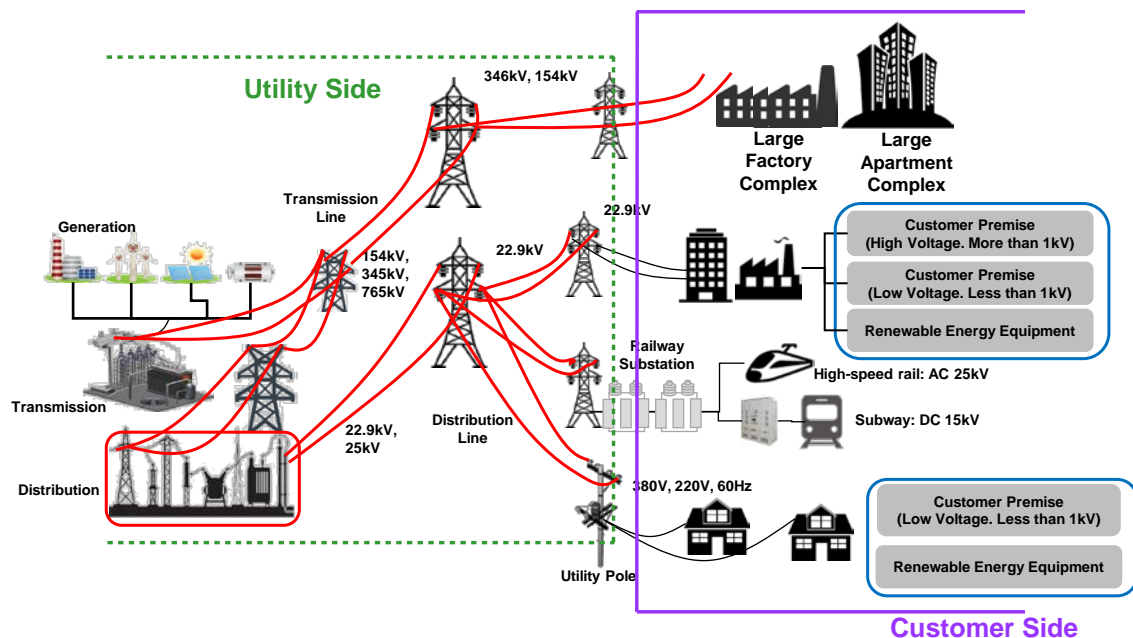 Utility Side
346kV, 154kV
Large
Factory
Complex
Large
Apartment
Complex
Transmission
Line
Generation
154kV,
345kV,
765kV
22.9kV
22.9kV
Customer Premise
(High Voltage. More than 1kV)
Customer Premise
(Low Voltage. Less than 1kV)
Renewable Energy Equipment
Railway
Substation
High-speed rail: AC 25kV
Transmission
Distribution
Line
22.9kV,
25kV
Subway: DC 15kV
Distribution
380V, 220V, 60Hz
Customer Premise
(Low Voltage. Less than 1kV)
Renewable Energy Equipment
Utility Pole
Customer Side